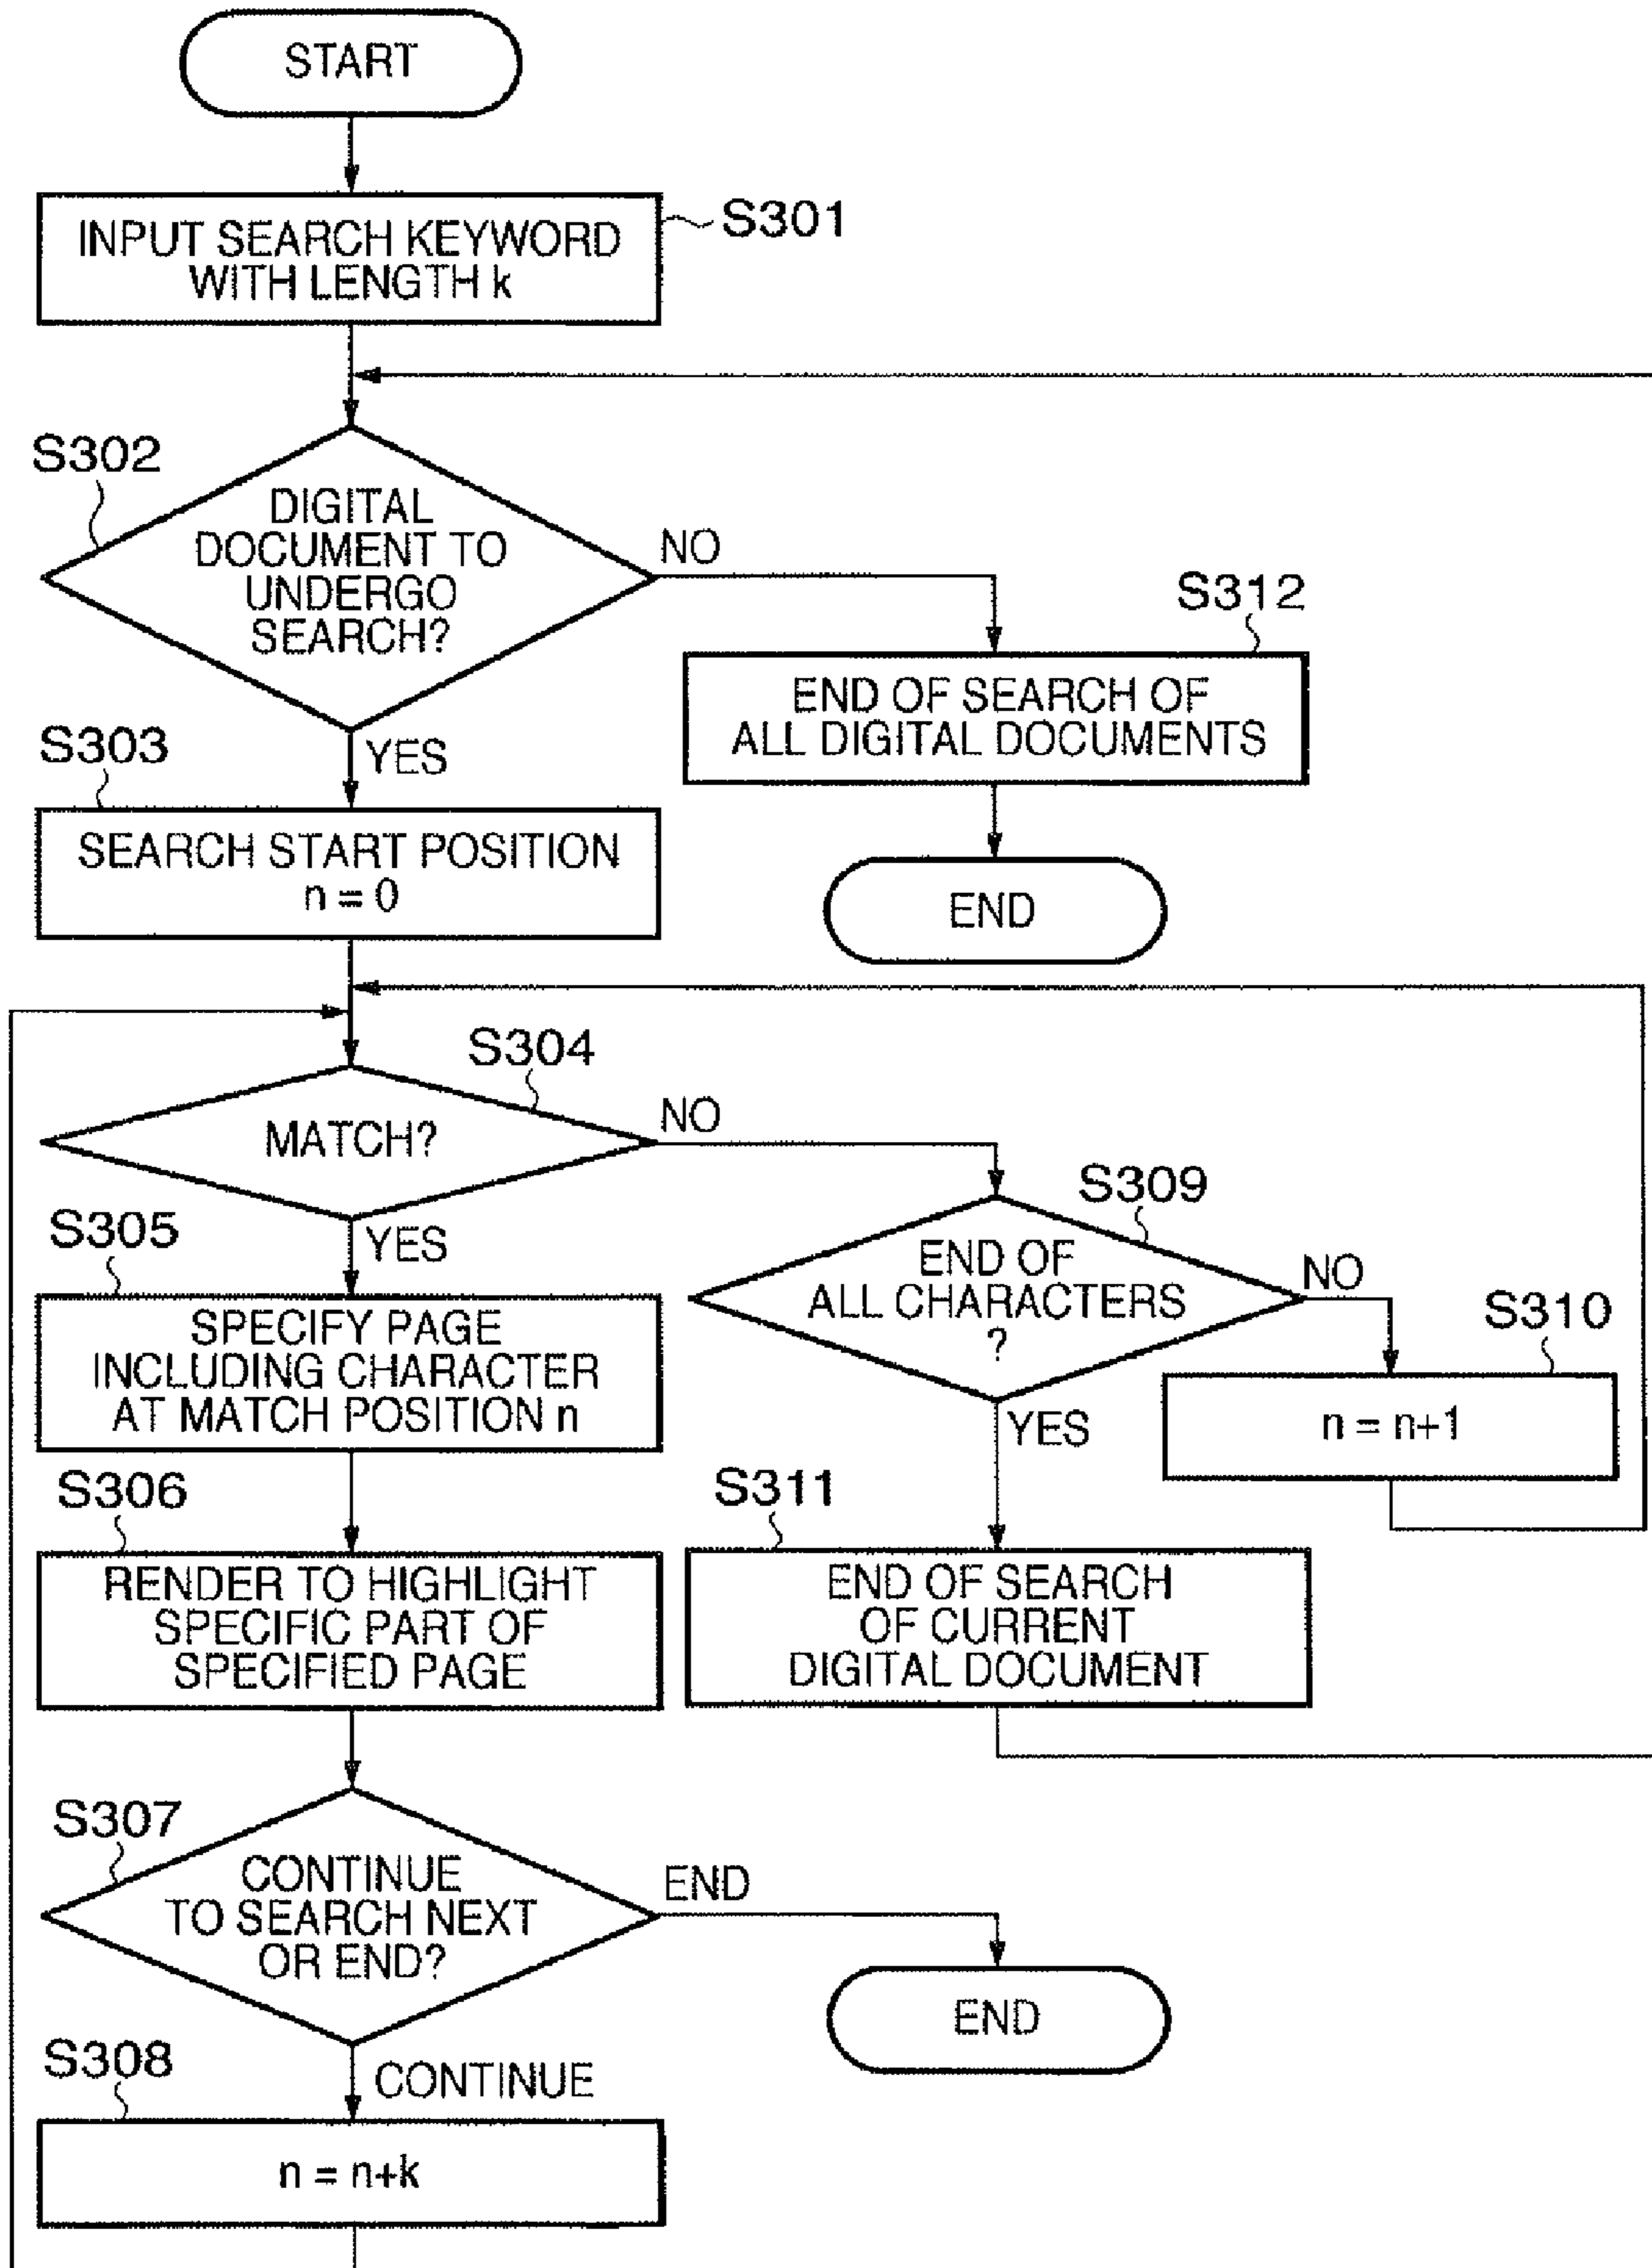 START
INPUT SEARCH KEYWORD
WITH LENGTH k
S301
S302
DIGITAL
DOCUMENT TO
UNDERGO
SEARCH?
NO
YES
S312
END OF SEARCH OF
ALL DIGITAL DOCUMENTS
END
S303
SEARCH START POSITION
n = 0
S304
MATCH?
NO
YES
S305
SPECIFY PAGE
INCLUDING CHARACTER
AT MATCH POSITION n
S309
END OF
ALL CHARACTERS
?
NO
YES
S310
n = n+1
S306
RENDER TO HIGHLIGHT
SPECIFIC PART OF
SPECIFIED PAGE
S311
END OF SEARCH
OF CURRENT
DIGITAL DOCUMENT
S307
CONTINUE
TO SEARCH NEXT
OR END?
END
END
CONTINUE
S308
n = n+k